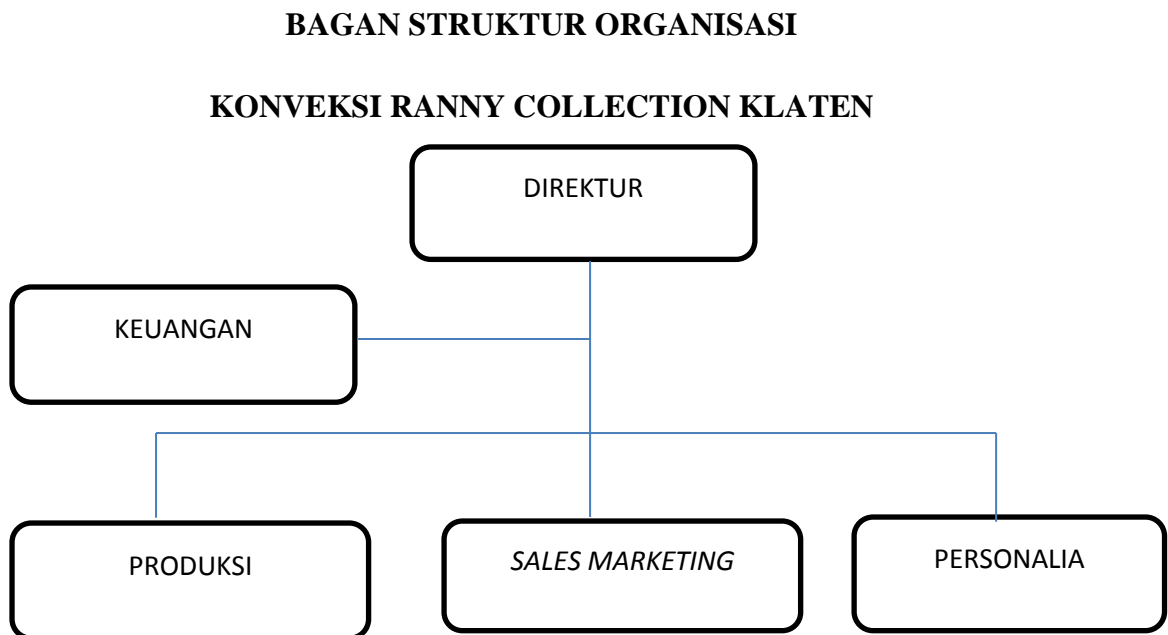 BAGAN STRUKTUR ORGANISASI
KONVEKSI RANNY COLLECTION KLATEN
DIREKTUR
KEUANGAN
PRODUKSI
SALES MARKETING
PERSONALIA